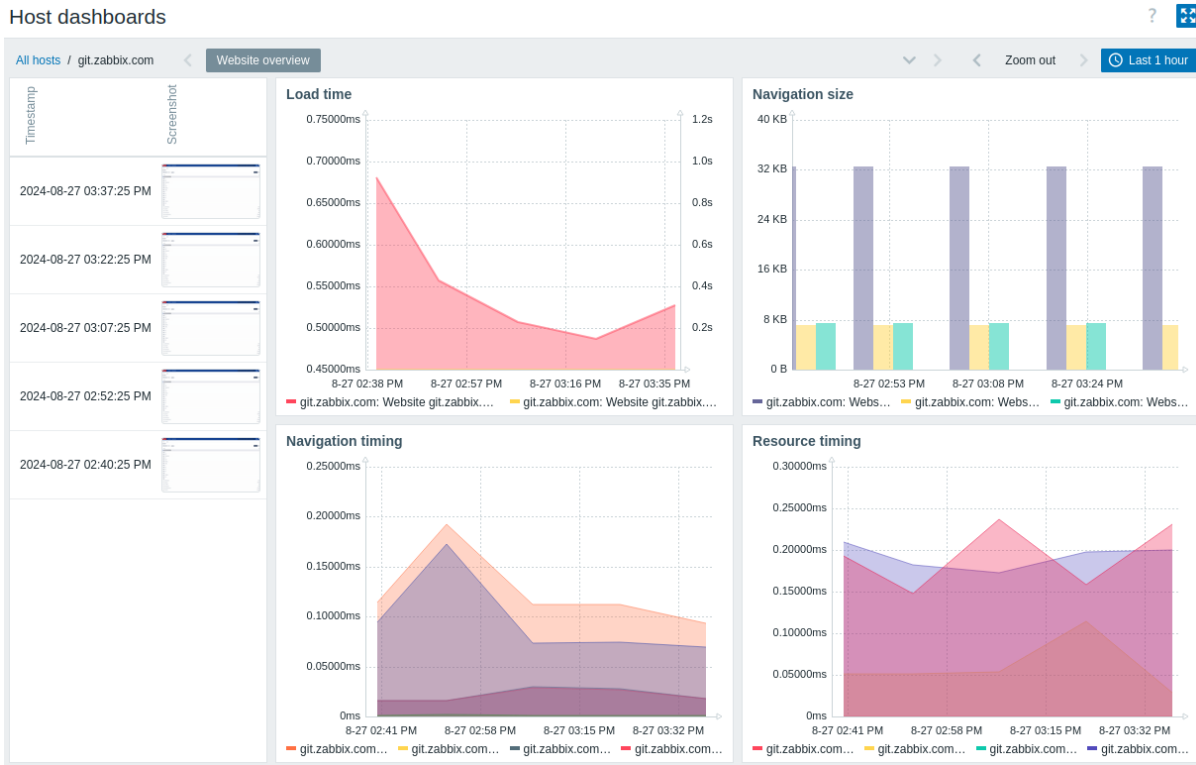 Host dashboards
?
All hosts / git.zabbix.com
Website overview
Zoom out
Last 1 hour
Timestamp
Screenshot
2024-08-27 03:37:25 PM
2024-08-27 03:22:25 PM
2024-08-27 03:07:25 PM
2024-08-27 02:52:25 PM
2024-08-27 02:40:25 PM
Load time
0.75000ms
0.70000ms
0.65000ms
0.60000ms
0.55000ms
0.50000ms
0.45000ms
1.2s
1.0s
0.8s
0.6s
0.4s
0.2s
8-27 02:38 PM 8-27 02:57 PM 8-27 03:16 PM 8-27 03:35 PM
git.zabbix.com: Website git.zabbix.... git.zabbix.com: Website git.zabbix....
Navigation size
40 KB
32 KB
24 KB
16 KB
8 KB
0 B
8-27 02:53 PM 8-27 03:08 PM 8-27 03:24 PM
git.zabbix.com: Webs... git.zabbix.com: Webs... git.zabbix.com: Webs...
Navigation timing
0.25000ms
0.20000ms
0.15000ms
0.10000ms
0.05000ms
0ms
8-27 02:41 PM 8-27 02:58 PM 8-27 03:15 PM 8-27 03:32 PM
git.zabbix.com... git.zabbix.com... git.zabbix.com... git.zabbix.com...
Resource timing
0.30000ms
0.25000ms
0.20000ms
0.15000ms
0.10000ms
0.05000ms
0ms
8-27 02:41 PM 8-27 02:58 PM 8-27 03:15 PM 8-27 03:32 PM
git.zabbix.com... git.zabbix.com... git.zabbix.com... git.zabbix.com...